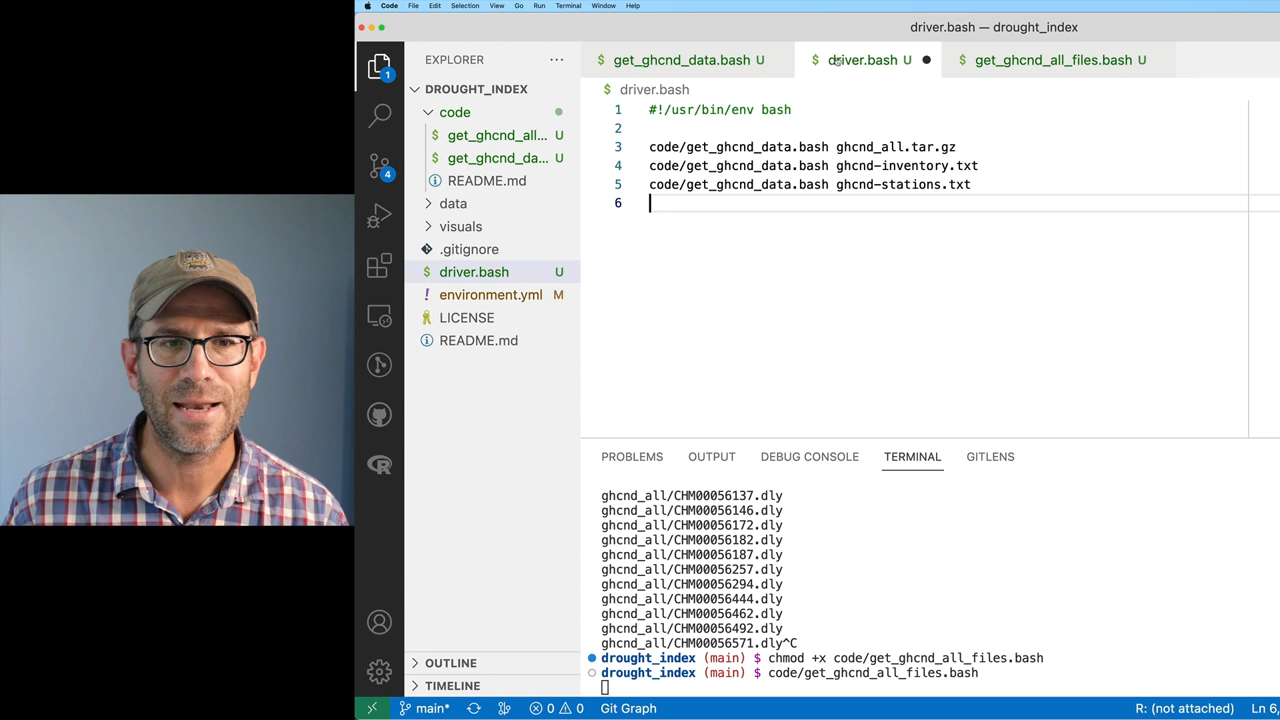 Code File Edit Selection View Go Run Terminal Window Help
driver.bash — drought_index
EXPLORER ···
DROUGHT_INDEX
code
$ get_ghcnd_all... U
$ get_ghcnd_da... U
README.md
data
visuals
.gitignore
$ driver.bash U
! environment.yml M
LICENSE
README.md
OUTLINE
TIMELINE
1
4
$ get_ghcnd_data.bash U
$ driver.bash U
$ get_ghcnd_all_files.bash U
$ driver.bash
1 #!/usr/bin/env bash
2
3 code/get_ghcnd_data.bash ghcnd_all.tar.gz
4 code/get_ghcnd_data.bash ghcnd-inventory.txt
5 code/get_ghcnd_data.bash ghcnd-stations.txt
6
PROBLEMS OUTPUT DEBUG CONSOLE TERMINAL GITLENS
ghcnd_all/CHM00056137.dly
ghcnd_all/CHM00056146.dly
ghcnd_all/CHM00056172.dly
ghcnd_all/CHM00056182.dly
ghcnd_all/CHM00056187.dly
ghcnd_all/CHM00056257.dly
ghcnd_all/CHM00056294.dly
ghcnd_all/CHM00056444.dly
ghcnd_all/CHM00056462.dly
ghcnd_all/CHM00056492.dly
ghcnd_all/CHM00056571.dly^C
drought_index (main) $ chmod +x code/get_ghcnd_all_files.bash
drought_index (main) $ code/get_ghcnd_all_files.bash
main* 0 0 Git Graph R: (not attached) Ln 6,